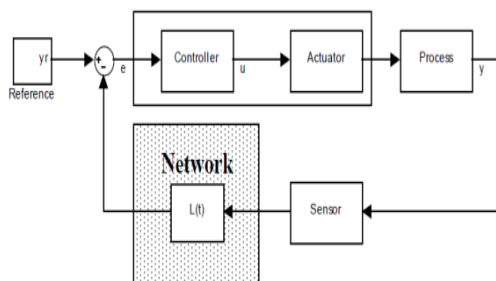 yr
Reference
+
-
e
Controller
u
Actuator
Process
y
Network
L(t)
Sensor